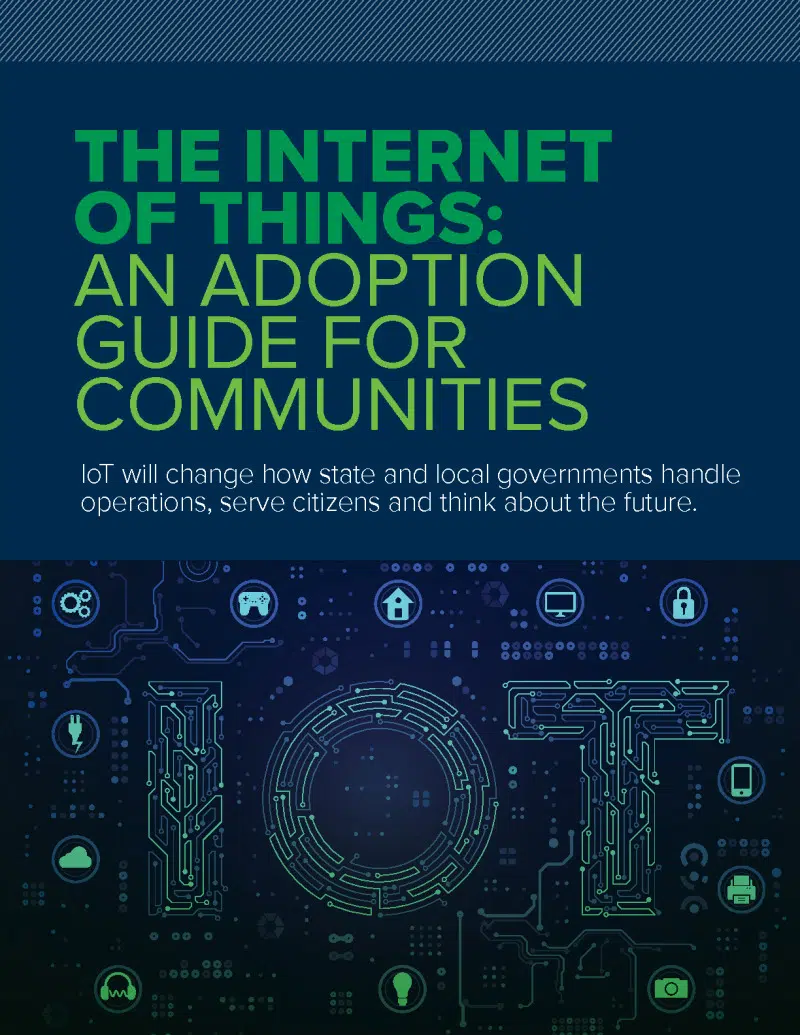 THE INTERNET
OF THINGS:
AN ADOPTION
GUIDE FOR
COMMUNITIES
IoT will change how state and local governments handle
operations, serve citizens and think about the future.
IOT